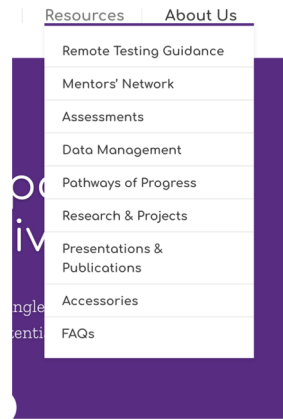 Resources
About Us
Remote Testing Guidance
Mentors' Network
Assessments
Data Management
Pathways of Progress
Research & Projects
Presentations &
Publications
Accessories
FAQs